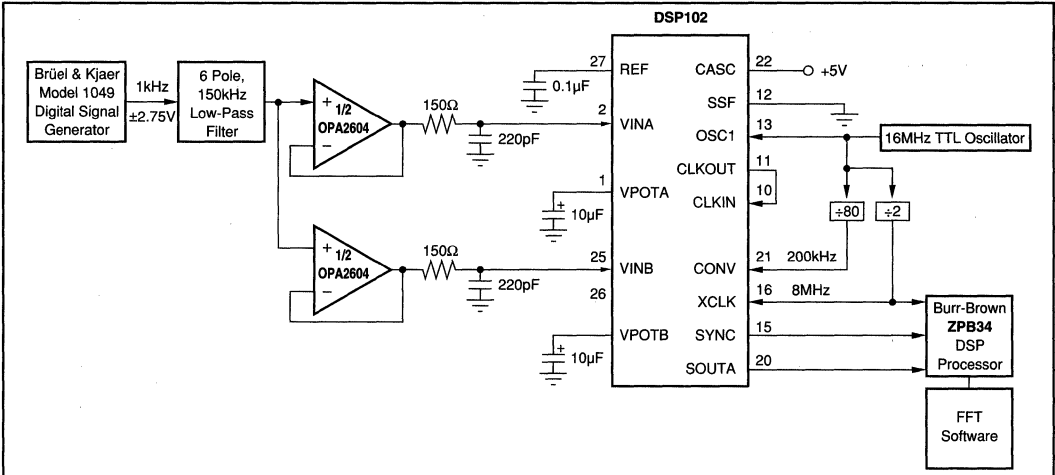 DSP102
Brüel & Kjaer
Model 1049
Digital Signal
Generator
1kHz
±2.75V
6 Pole,
150kHz
Low-Pass
Filter
+
1/2
OPA2604
−
150Ω
220pF
+
1/2
OPA2604
−
150Ω
220pF
0.1µF
+
10µF
+
10µF
27 REF
2 VINA
1 VPOTA
25 VINB
26
VPOTB
CASC 22
+5V
SSF 12
OSC1 13
16MHz TTL Oscillator
CLKOUT 11
CLKIN 10
÷80 ÷2
CONV 21 200kHz
XCLK 16 8MHz
SYNC 15
SOUTA 20
Burr-Brown
ZPB34
DSP
Processor
FFT
Software